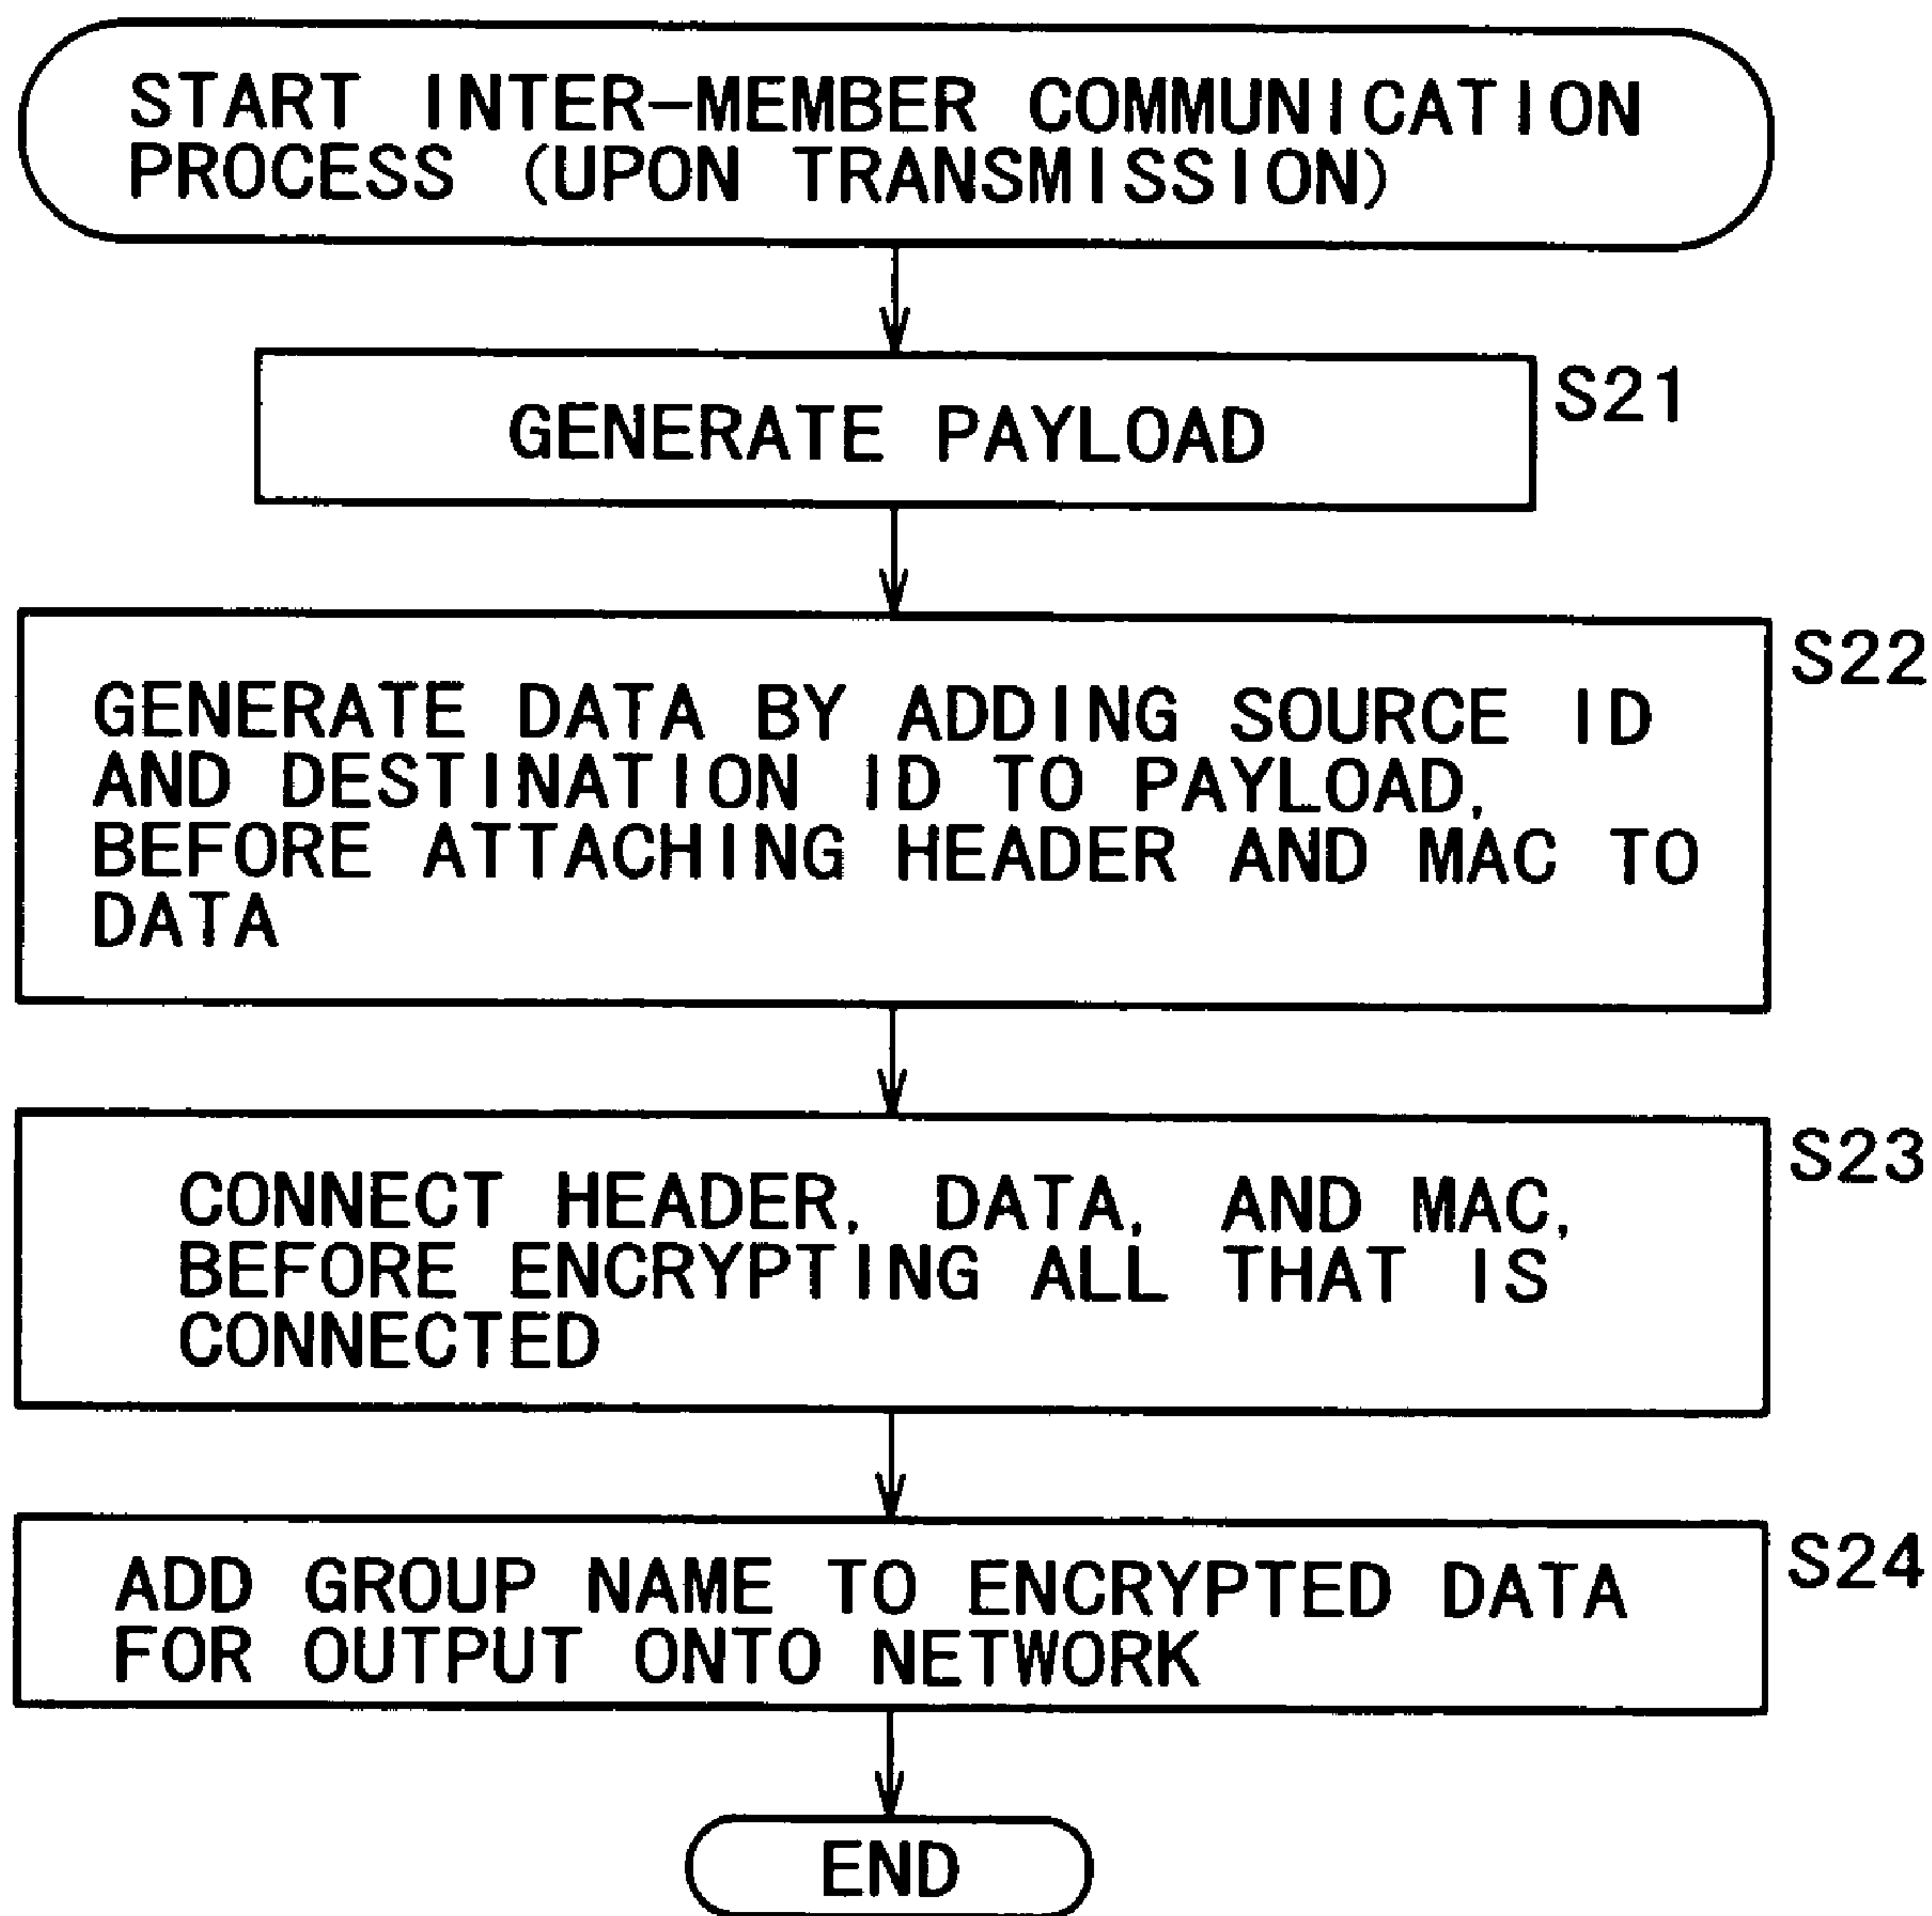 START INTER-MEMBER COMMUNICATION
PROCESS (UPON TRANSMISSION)
GENERATE PAYLOAD
S21
GENERATE DATA BY ADDING SOURCE ID
AND DESTINATION ID TO PAYLOAD,
BEFORE ATTACHING HEADER AND MAC TO
DATA
S22
CONNECT HEADER, DATA, AND MAC,
BEFORE ENCRYPTING ALL THAT IS
CONNECTED
S23
ADD GROUP NAME TO ENCRYPTED DATA
FOR OUTPUT ONTO NETWORK
S24
END